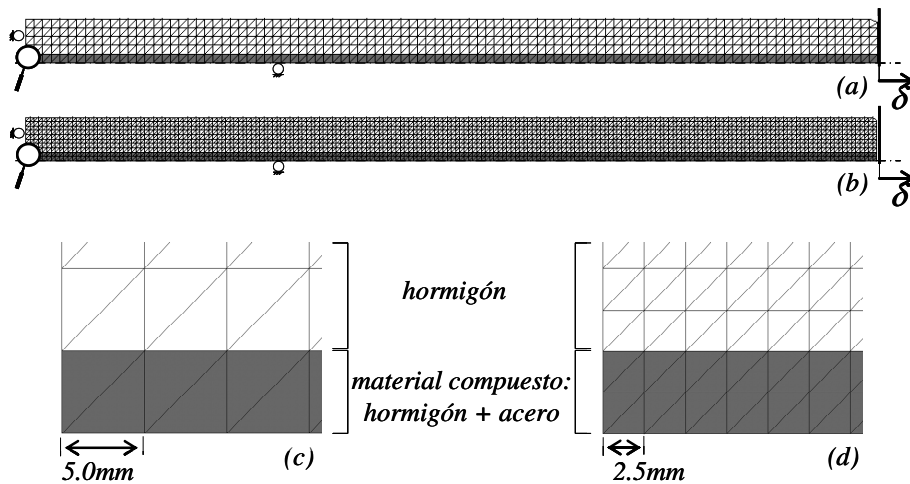 (a)
δ
(b)
δ
hormigón
material compuesto:
hormigón + acero
5.0mm
(c)
2.5mm
(d)